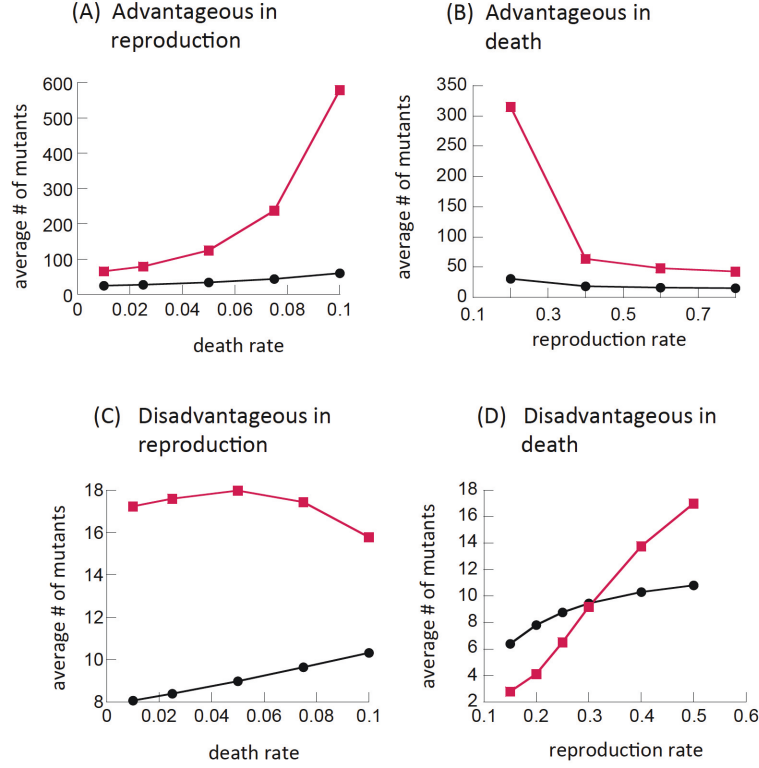 (A) Advantageous in
reproduction
average # of mutants
600
500
400
300
200
100
0
0 0.02 0.04 0.06 0.08 0.1
death rate
(B) Advantageous in
death
average # of mutants
350
300
250
200
150
100
50
0
0.1 0.3 0.5 0.7
reproduction rate
(C) Disadvantageous in
reproduction
average # of mutants
18
16
14
12
10
8
0 0.02 0.04 0.06 0.08 0.1
death rate
(D) Disadvantageous in
death
average # of mutants
18
16
14
12
10
8
6
4
2
0.1 0.2 0.3 0.4 0.5 0.6
reproduction rate